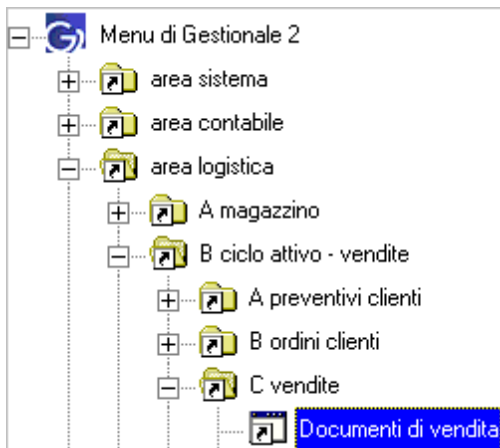 Menu di Gestionale 2
area sistema
area contabile
area logistica
A magazzino
B ciclo attivo - vendite
A preventivi clienti
B ordini clienti
C vendite
Documenti di vendita